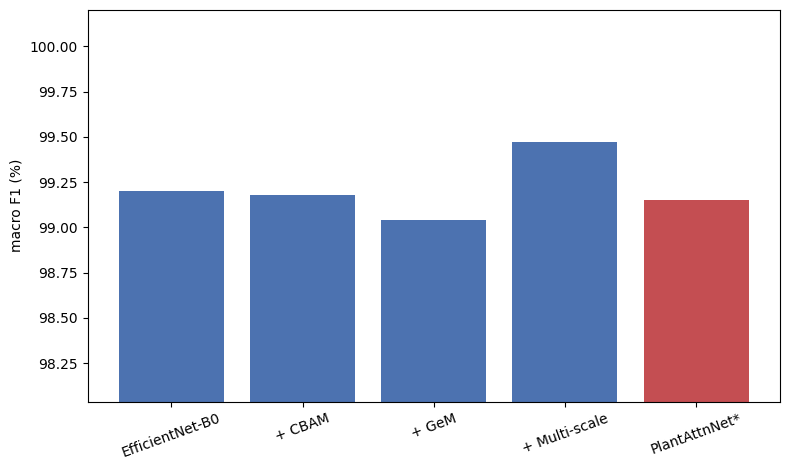 macro F1 (%)
100.00
99.75
99.50
99.25
99.00
98.75
98.50
98.25
EfficientNet-B0
+ CBAM
+ GeM
+ Multi-scale
PlantAttnNet*